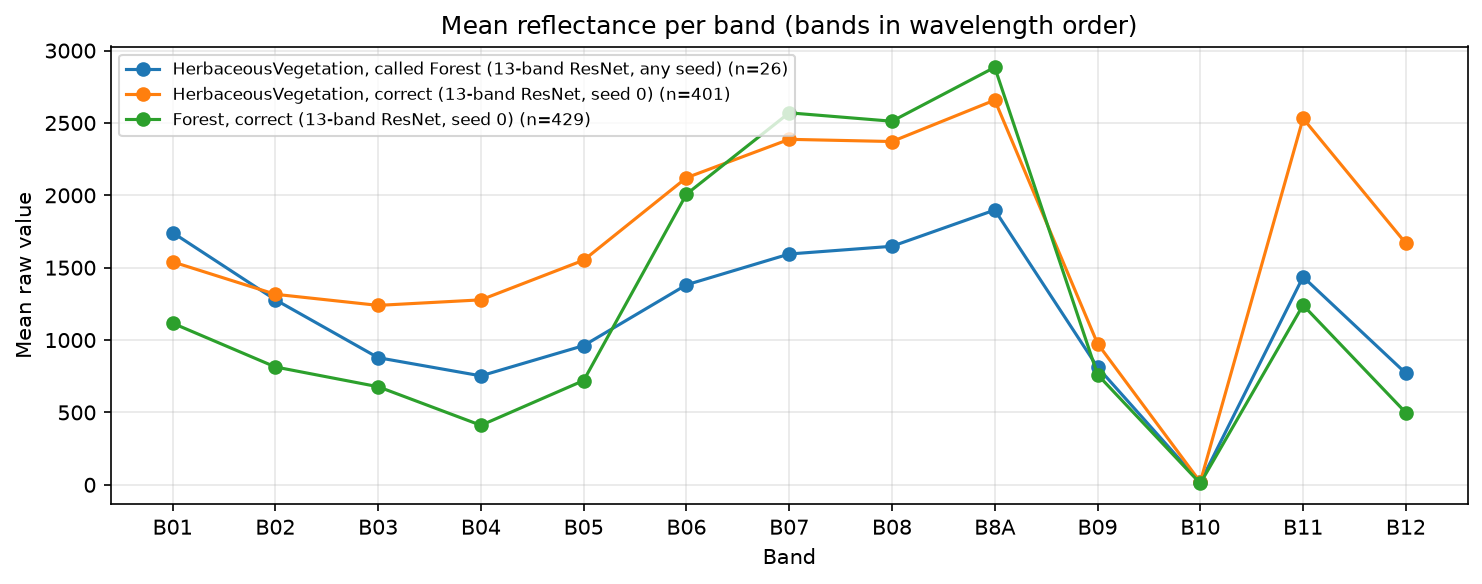 Mean reflectance per band (bands in wavelength order)
HerbaceousVegetation, called Forest (13-band ResNet, any seed) (n=26)
HerbaceousVegetation, correct (13-band ResNet, seed 0) (n=401)
Forest, correct (13-band ResNet, seed 0) (n=429)
Mean raw value
3000
2500
2000
1500
1000
500
0
B01 B02 B03 B04 B05 B06 B07 B08 B8A B09 B10 B11 B12
Band